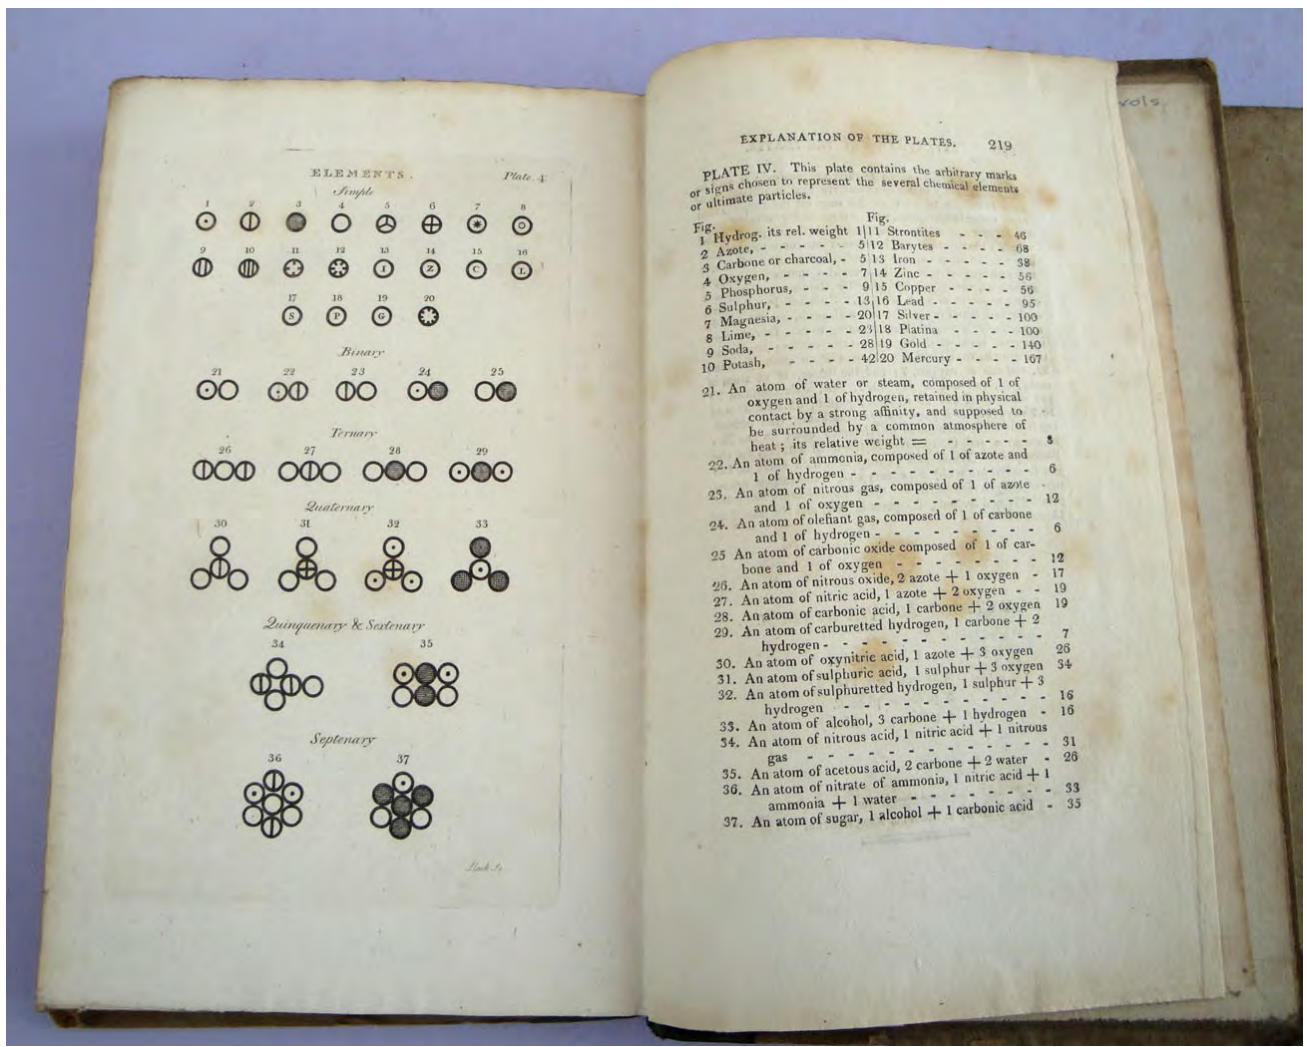 ELEMENTS.
Plate 4
Simple
1 2 3 4 5 6 7 8
9 10 11 12 13 14 15 16
I Z C L
17 18 19 20
S P G
Binary
21 22 23 24 25
Ternary
26 27 28 29
Quaternary
30 31 32 33
Quinquenary & Sextenary
34 35
Septenary
36 37
vols
EXPLANATION OF THE PLATES. 219
PLATE IV. This plate contains the arbitrary marks
or signs chosen to represent the several chemical elements
or ultimate particles.
Fig. Fig.
1 Hydrog. its rel. weight 1 11 Strontites - - - 46
2 Azote, - - - - - 5 12 Barytes - - - - 68
3 Carbone or charcoal, - 5 13 Iron - - - - - 38
4 Oxygen, - - - - 7 14 Zinc - - - - - 56
5 Phosphorus, - - - 9 15 Copper - - - - 56
6 Sulphur, - - - - 13 16 Lead - - - - - 95
7 Magnesia, - - - - 20 17 Silver - - - - - 100
8 Lime, - - - - - 23 18 Platina - - - - 100
9 Soda, - - - - - 28 19 Gold - - - - - 140
10 Potash, - - - - 42 20 Mercury - - - - 167
21. An atom of water or steam, composed of 1 of
oxygen and 1 of hydrogen, retained in physical
contact by a strong affinity, and supposed to
be surrounded by a common atmosphere of
heat; its relative weight = - - - - - 8
22. An atom of ammonia, composed of 1 of azote and
1 of hydrogen - - - - - - - - - 6
23. An atom of nitrous gas, composed of 1 of azote
and 1 of oxygen - - - - - - - - 12
24. An atom of olefiant gas, composed of 1 of carbone
and 1 of hydrogen - - - - - - - - 6
25 An atom of carbonic oxide composed of 1 of car-
bone and 1 of oxygen - - - - - - - 12
26. An atom of nitrous oxide, 2 azote + 1 oxygen - 17
27. An atom of nitric acid, 1 azote + 2 oxygen - - 19
28. An atom of carbonic acid, 1 carbone + 2 oxygen 19
29. An atom of carburetted hydrogen, 1 carbone + 2
hydrogen - - - - - - - - - - 7
30. An atom of oxynitric acid, 1 azote + 3 oxygen 26
31. An atom of sulphuric acid, 1 sulphur + 3 oxygen 34
32. An atom of sulphuretted hydrogen, 1 sulphur + 3
hydrogen - - - - - - - - - 16
33. An atom of alcohol, 3 carbone + 1 hydrogen - 16
34. An atom of nitrous acid, 1 nitric acid + 1 nitrous
gas - - - - - - - - - - - 31
35. An atom of acetous acid, 2 carbone + 2 water - 26
36. An atom of nitrate of ammonia, 1 nitric acid + 1
ammonia + 1 water - - - - - - - 33
37. An atom of sugar, 1 alcohol + 1 carbonic acid - 35